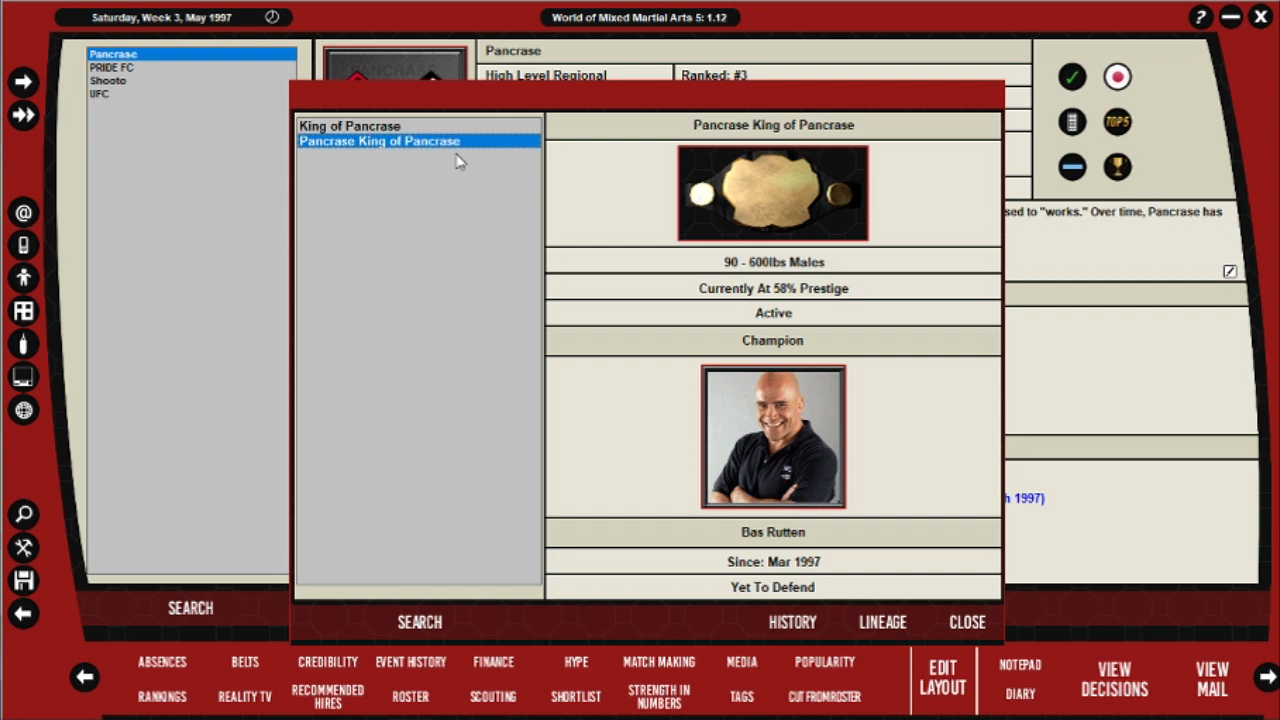 Saturday, Week 3, May 1997
World of Mixed Martial Arts 5: 1.12
?
Pancrase
PRIDE FC
Shooto
UFC
PANCRASE
Pancrase
High Level Regional
Ranked: #3
TOP5
@
King of Pancrase
Pancrase King of Pancrase
Pancrase King of Pancrase
90 - 600lbs Males
Currently At 58% Prestige
Active
Champion
Bas Rutten
Since: Mar 1997
Yet To Defend
sed to "works." Over time, Pancrase has
h 1997)
SEARCH
SEARCH
HISTORY
LINEAGE
CLOSE
ABSENCES
BELTS
CREDIBILITY
EVENT HISTORY
FINANCE
HYPE
MATCH MAKING
MEDIA
POPULARITY
RANKINGS
REALITY TV
RECOMMENDED
HIRES
ROSTER
SCOUTING
SHORTLIST
STRENGTH IN
NUMBERS
TAGS
CUT FROM ROSTER
EDIT
LAYOUT
NOTEPAD
DIARY
VIEW
DECISIONS
VIEW
MAIL